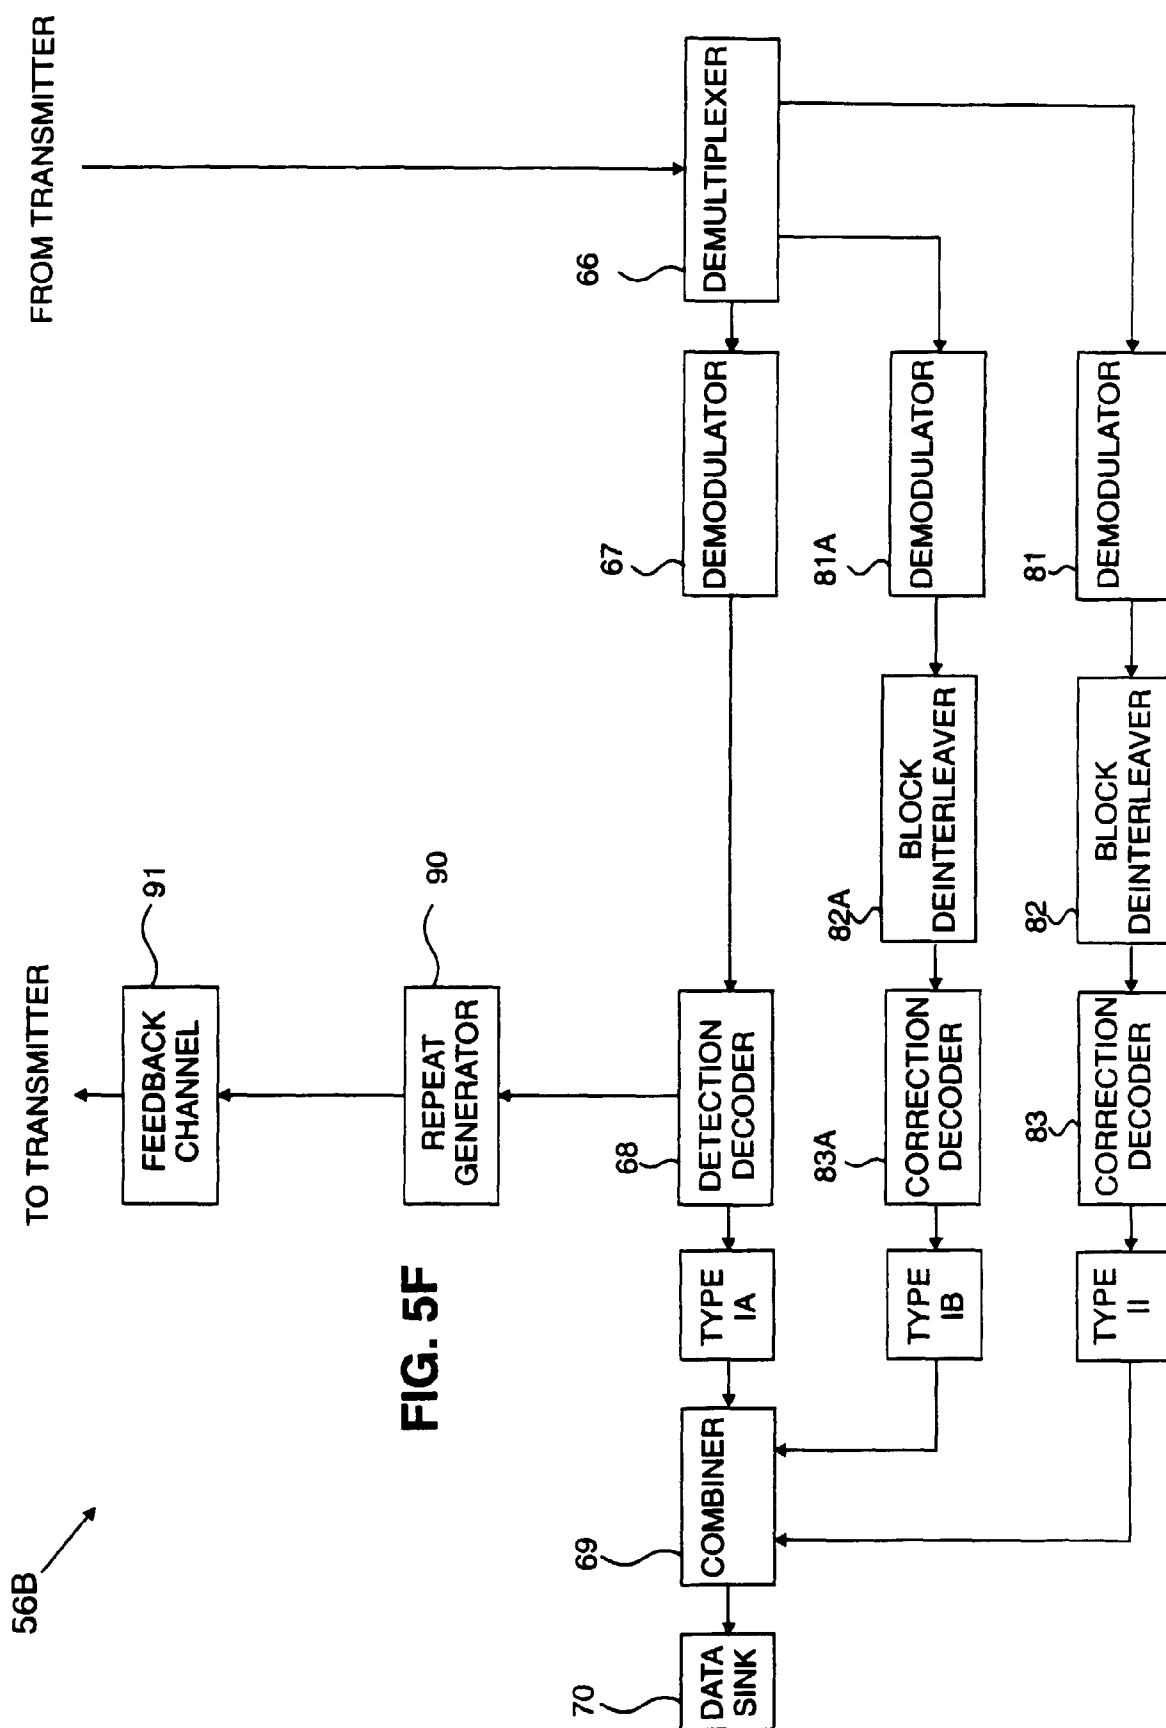 56B
TO TRANSMITTER
FROM TRANSMITTER
91
FEEDBACK
CHANNEL
90
REPEAT
GENERATOR
FIG. 5F
70
DATA
SINK
69
COMBINER
TYPE
IA
68
DETECTION
DECODER
67
DEMODULATOR
66
DEMULTIPLEXER
TYPE
IB
83A
CORRECTION
DECODER
82A
BLOCK
DEINTERLEAVER
81A
DEMODULATOR
TYPE
II
83
CORRECTION
DECODER
82
BLOCK
DEINTERLEAVER
81
DEMODULATOR